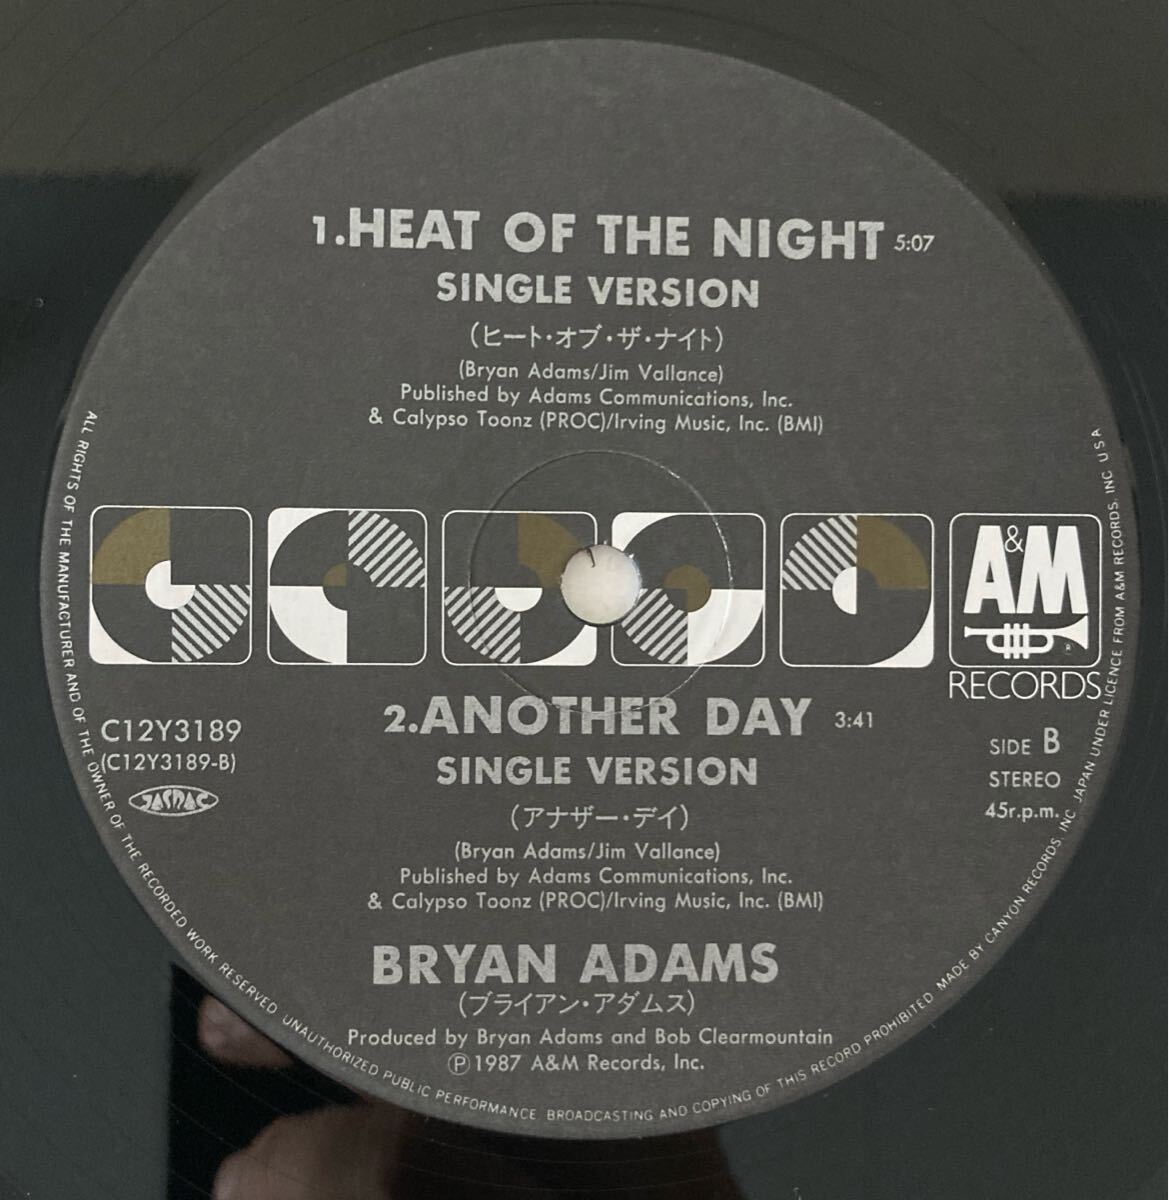 1.HEAT OF THE NIGHT 5:07
SINGLE VERSION
(ヒート・オブ・ザ・ナイト)
(Bryan Adams/Jim Vallance)
Published by Adams Communications, Inc.
& Calypso Toonz (PROC)/Irving Music, Inc. (BMI)
A&M
®
RECORDS
2.ANOTHER DAY 3:41
SINGLE VERSION
(アナザー・デイ)
(Bryan Adams/Jim Vallance)
Published by Adams Communications, Inc.
& Calypso Toonz (PROC)/Irving Music, Inc. (BMI)
C12Y3189
(C12Y3189-B)
JASRAC
SIDE B
STEREO
45r.p.m.
BRYAN ADAMS
(ブライアン・アダムス)
Produced by Bryan Adams and Bob Clearmountain
Ⓟ1987 A&M Records, Inc.
ALL RIGHTS OF THE MANUFACTURER AND OF THE OWNER OF THE RECORDED WORK RESERVED. UNAUTHORIZED PUBLIC PERFORMANCE. BROADCASTING AND COPYING OF THIS RECORD PROHIBITED. MADE BY CANYON RECORDS, INC. JAPAN UNDER LICENCE FROM A&M RECORDS, INC. U S A